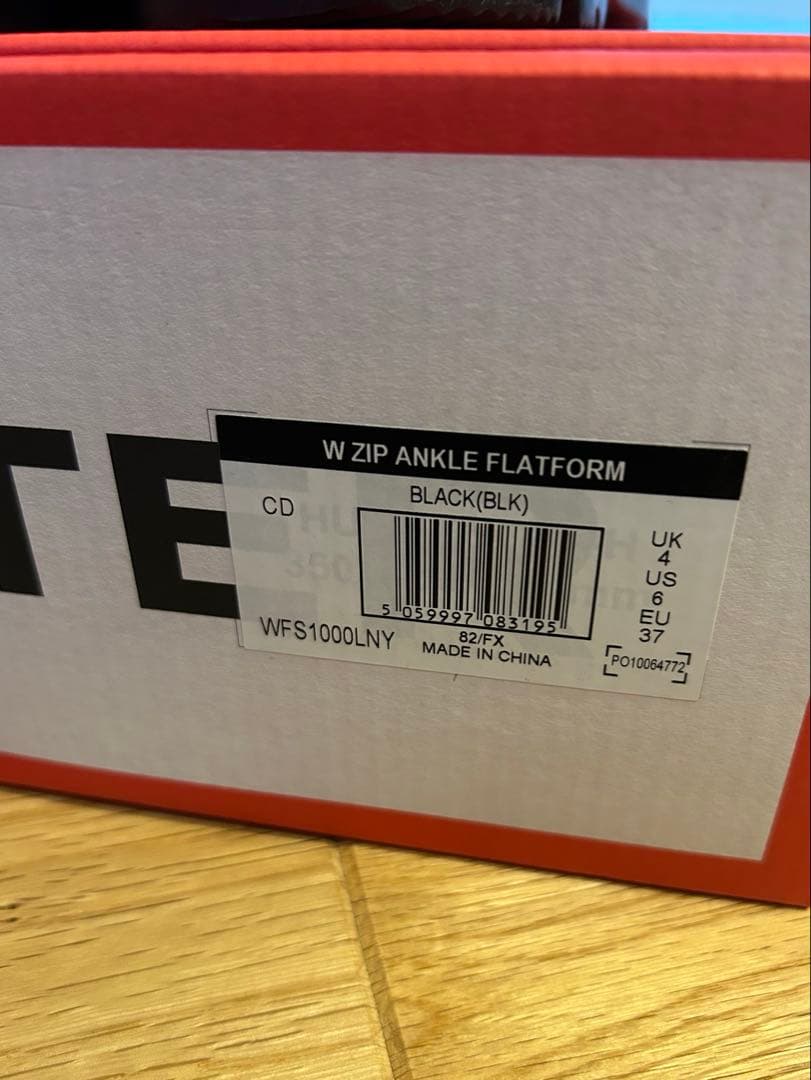 TE
W ZIP ANKLE FLATFORM
BLACK(BLK)
CD
5 059997 083195
WFS1000LNY
82/FX
MADE IN CHINA
UK
4
US
6
EU
37
PO10064772